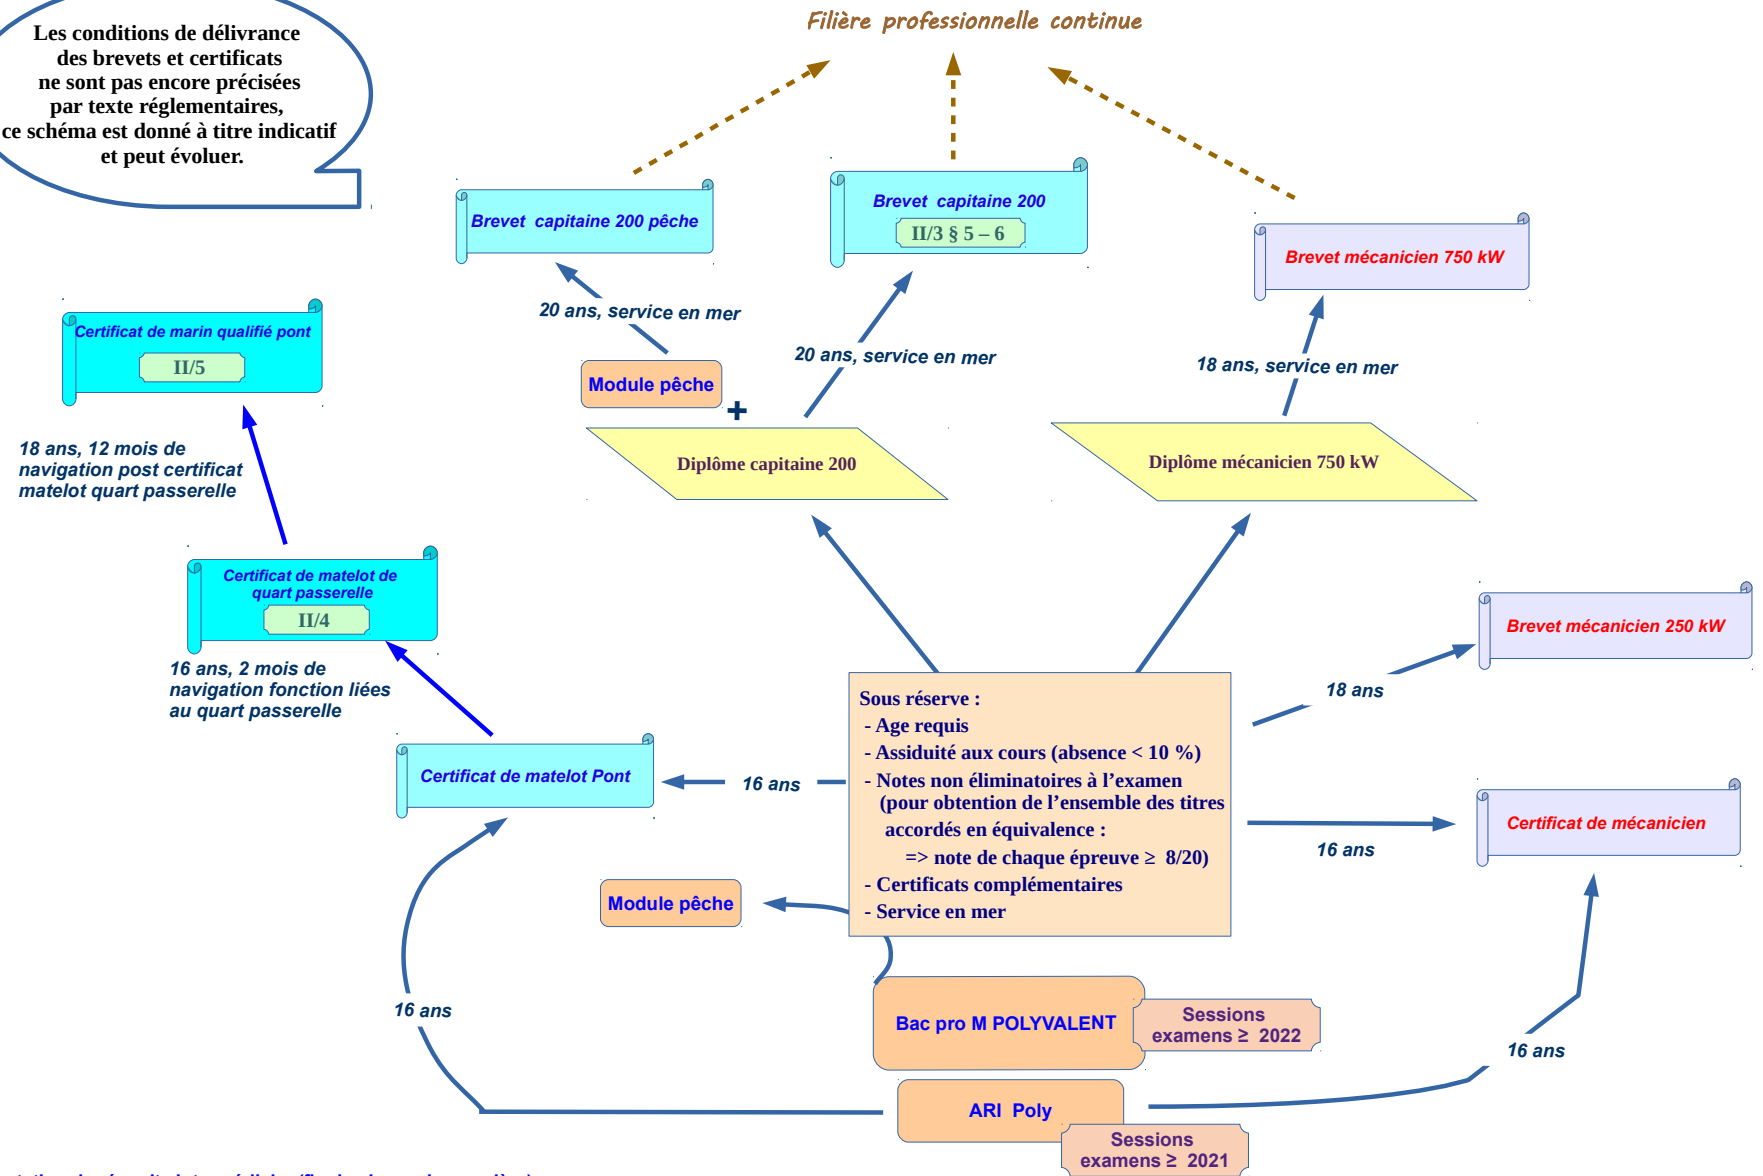 Filière professionnelle continue
Les conditions de délivrance
des brevets et certificats
ne sont pas encore précisées
par texte réglementaires,
ce schéma est donné à titre indicatif
et peut évoluer.
Brevet capitaine 200 pêche
Brevet capitaine 200
II/3 § 5 – 6
Brevet mécanicien 750 kW
20 ans, service en mer
20 ans, service en mer
18 ans, service en mer
Certificat de marin qualifié pont
II/5
Module pêche
+
Diplôme capitaine 200
Diplôme mécanicien 750 kW
18 ans, 12 mois de
navigation post certificat
matelot quart passerelle
Certificat de matelot de
quart passerelle
II/4
16 ans, 2 mois de
navigation fonction liées
au quart passerelle
Brevet mécanicien 250 kW
18 ans
Sous réserve :
- Age requis
- Assiduité aux cours (absence < 10 %)
- Notes non éliminatoires à l’examen
(pour obtention de l’ensemble des titres
accordés en équivalence :
=> note de chaque épreuve ≥ 8/20)
- Certificats complémentaires
- Service en mer
Certificat de matelot Pont
16 ans
Certificat de mécanicien
16 ans
Module pêche
16 ans
Bac pro M POLYVALENT
Sessions
examens ≥ 2022
16 ans
ARI Poly
Sessions
examens ≥ 2021